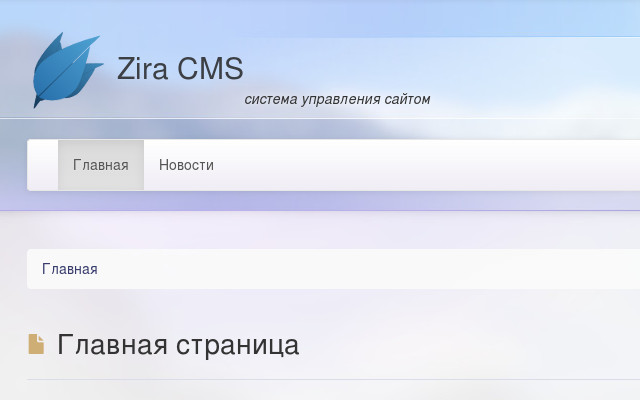 Zira CMS
система управления сайтом
Главная Новости
Главная
Главная страница